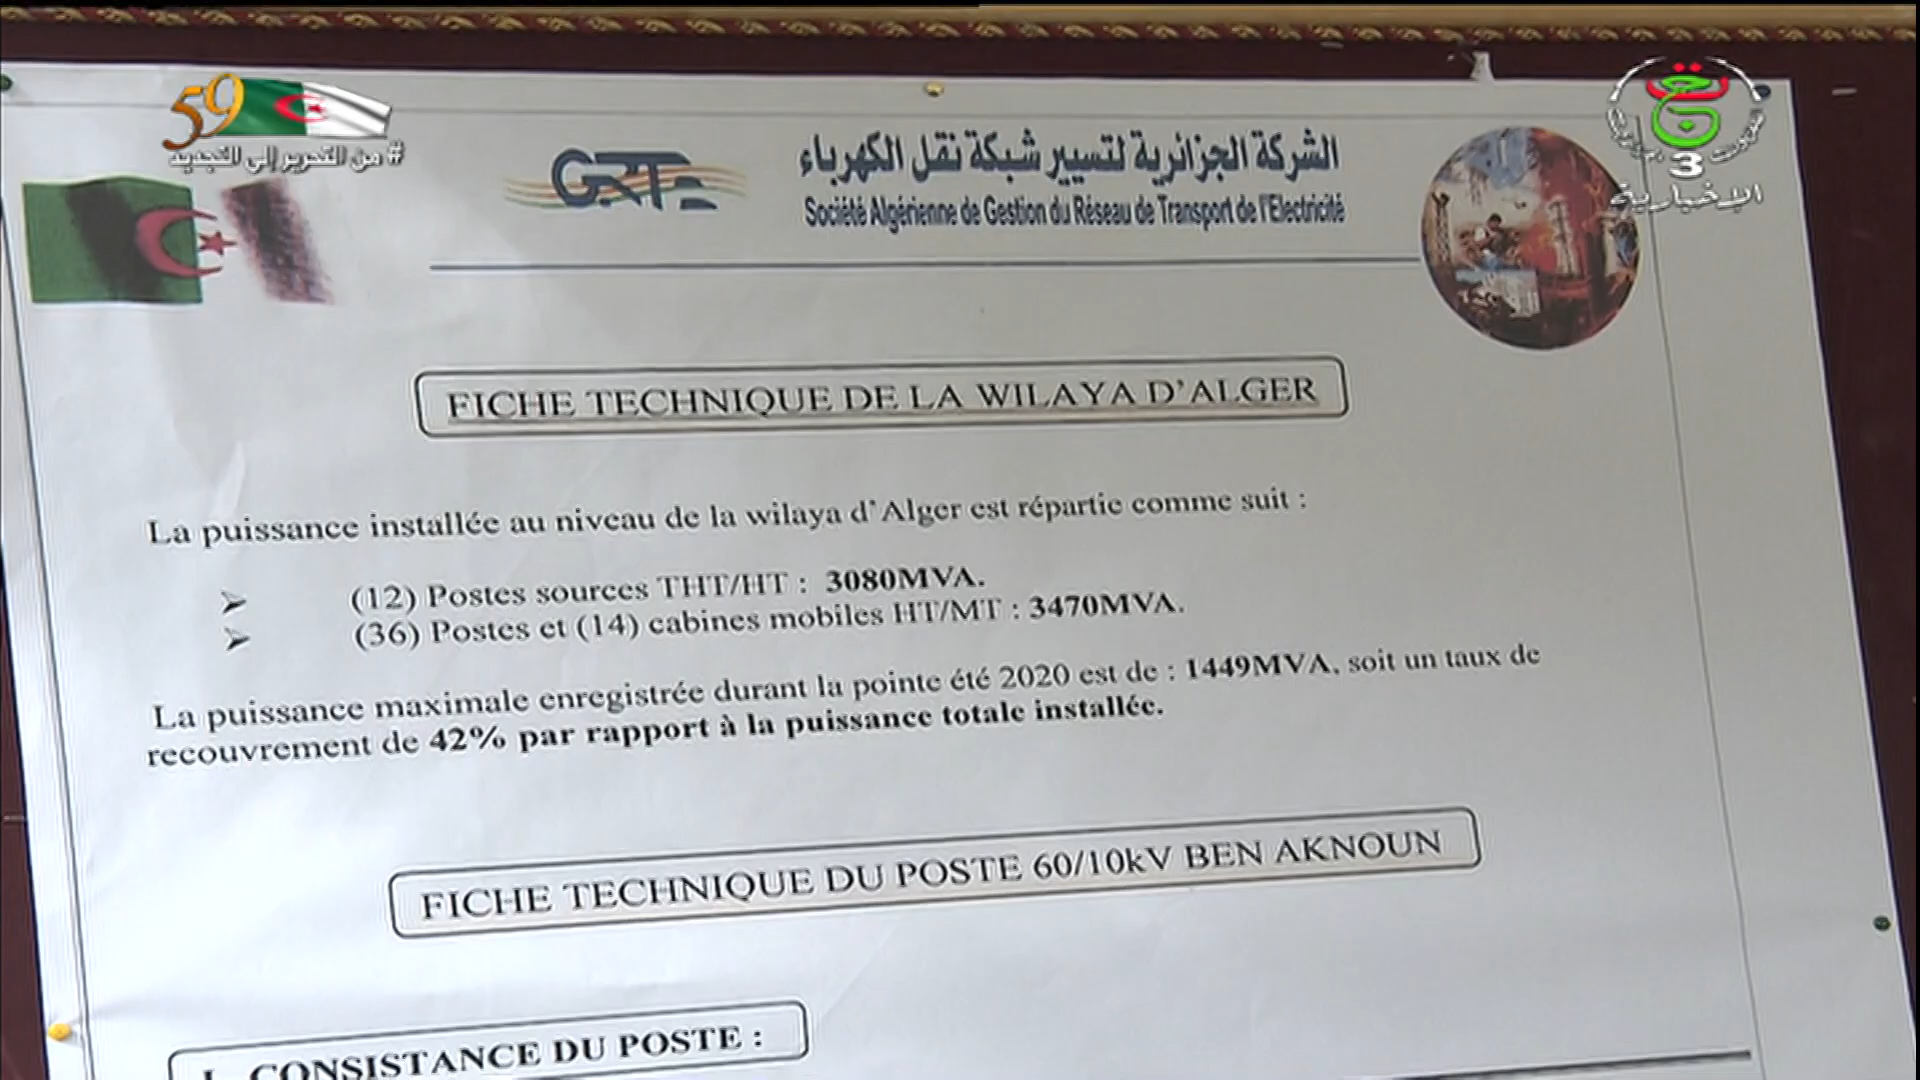 59
# من التحرير إلى التجديد
3
الإخبارية
GRTE
الشركة الجزائرية لتسيير شبكة نقل الكهرباء
Société Algérienne de Gestion du Réseau de Transport de l'Electricité
FICHE TECHNIQUE DE LA WILAYA D'ALGER
La puissance installée au niveau de la wilaya d'Alger est répartie comme suit :
➢ (12) Postes sources THT/HT : 3080MVA.
➢ (36) Postes et (14) cabines mobiles HT/MT : 3470MVA.
La puissance maximale enregistrée durant la pointe été 2020 est de : 1449MVA, soit un taux de
recouvrement de 42% par rapport à la puissance totale installée.
FICHE TECHNIQUE DU POSTE 60/10kV BEN AKNOUN
CONSISTANCE DU POSTE :